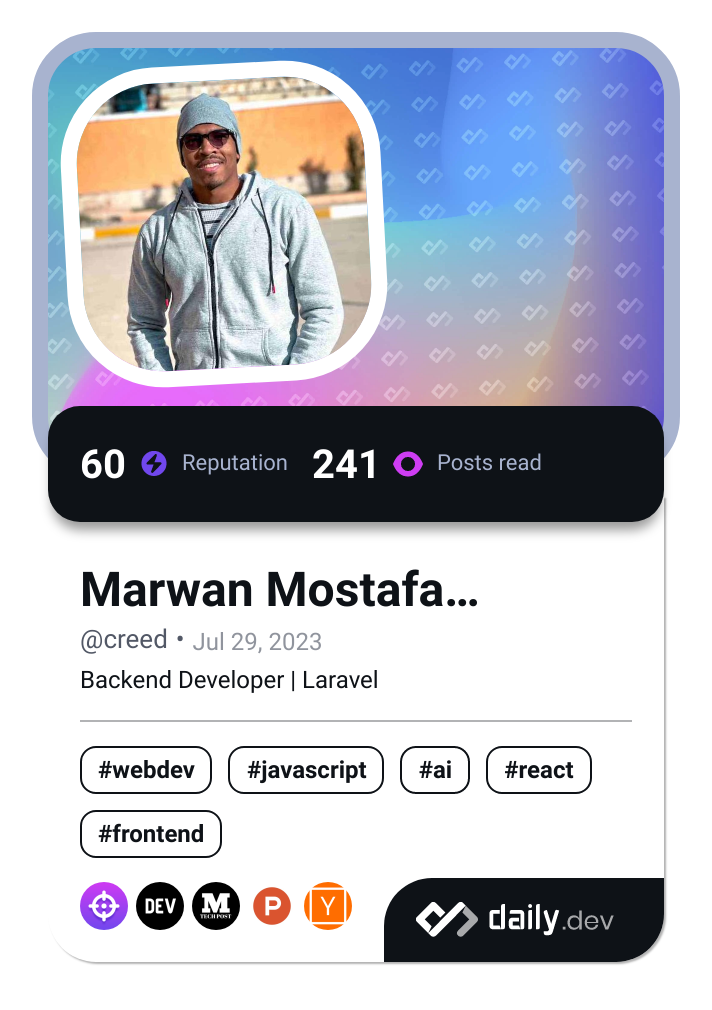 60 Reputation 241 Posts read
Marwan Mostafa…
@creed • Jul 29, 2023
Backend Developer | Laravel
#webdev #javascript #ai #react
#frontend
DEV M TECH POST P Y daily.dev